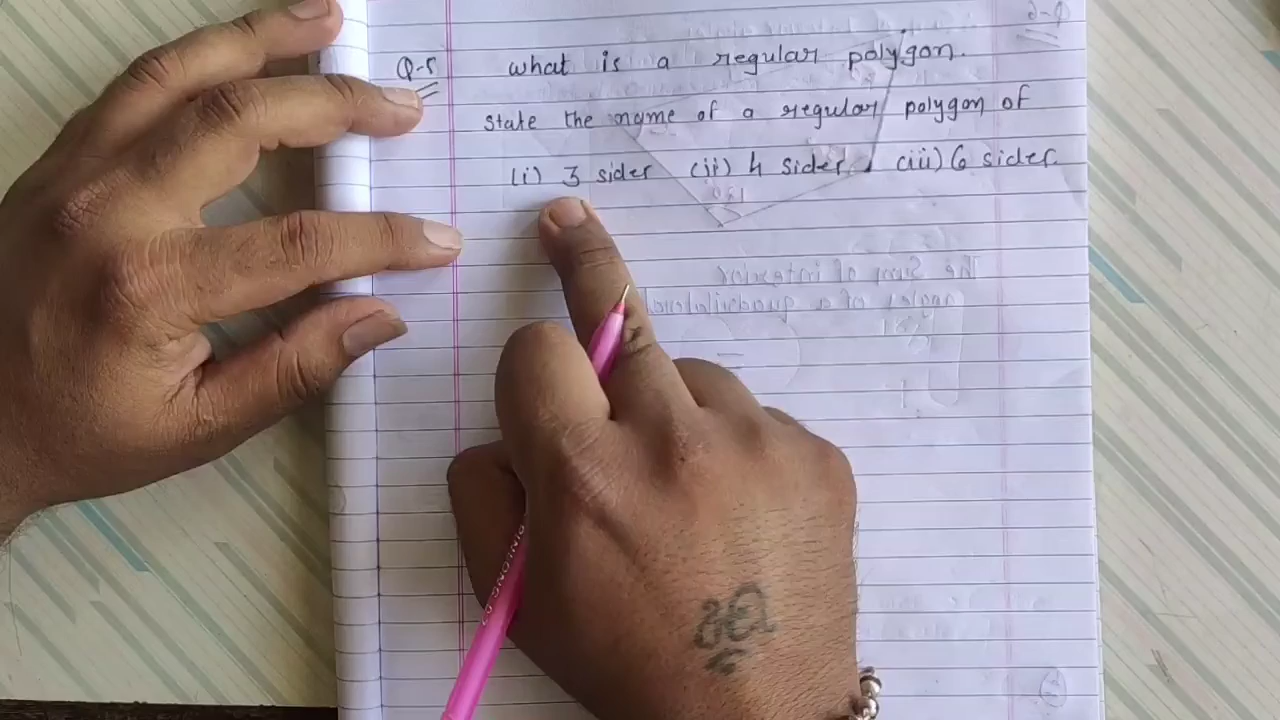 Q-5 What is a regular polygon.
State the name of a regular polygon of
(i) 3 sides (ii) 4 sides, (iii) 6 sides